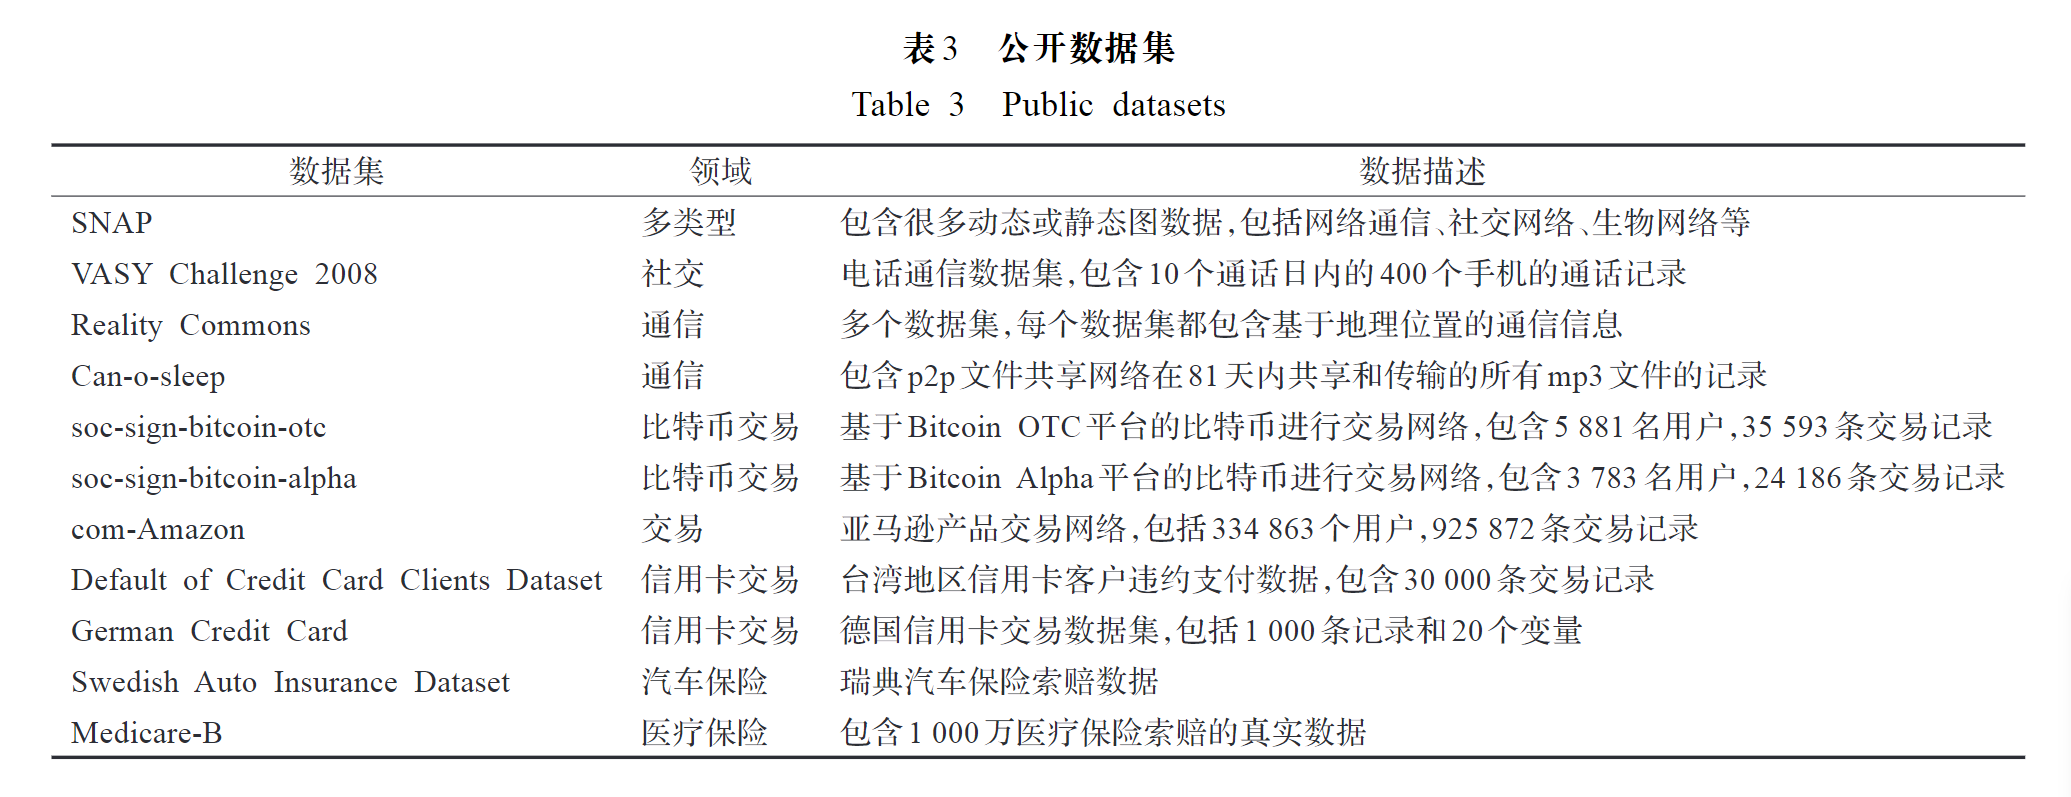 表3 公开数据集
Table 3 Public datasets
数据集 领域 数据描述
SNAP 多类型 包含很多动态或静态图数据,包括网络通信、社交网络、生物网络等
VASY Challenge 2008 社交 电话通信数据集,包含10个通话日内的400个手机的通话记录
Reality Commons 通信 多个数据集,每个数据集都包含基于地理位置的通信信息
Can-o-sleep 通信 包含p2p文件共享网络在81天内共享和传输的所有mp3文件的记录
soc-sign-bitcoin-otc 比特币交易 基于Bitcoin OTC平台的比特币进行交易网络,包含5 881名用户,35 593条交易记录
soc-sign-bitcoin-alpha 比特币交易 基于Bitcoin Alpha平台的比特币进行交易网络,包含3 783名用户,24 186条交易记录
com-Amazon 交易 亚马逊产品交易网络,包括334 863个用户,925 872条交易记录
Default of Credit Card Clients Dataset 信用卡交易 台湾地区信用卡客户违约支付数据,包含30 000条交易记录
German Credit Card 信用卡交易 德国信用卡交易数据集,包括1 000条记录和20个变量
Swedish Auto Insurance Dataset 汽车保险 瑞典汽车保险索赔数据
Medicare-B 医疗保险 包含1 000万医疗保险索赔的真实数据